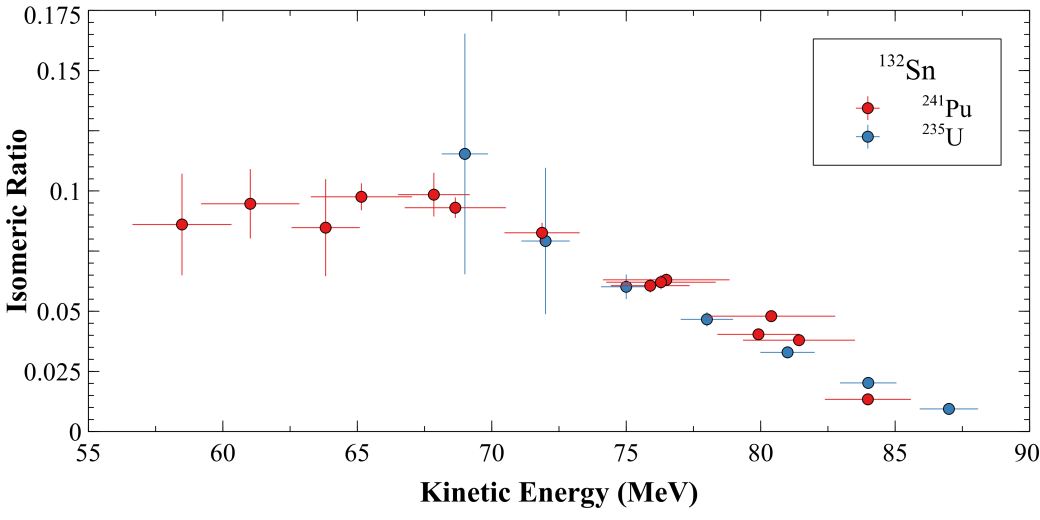 0.175
0.15
0.1
0.05
0.025
0
Isomeric Ratio
55 60 65 70 75 80 85 90
Kinetic Energy (MeV)
¹³²Sn
²⁴¹Pu
²³⁵U